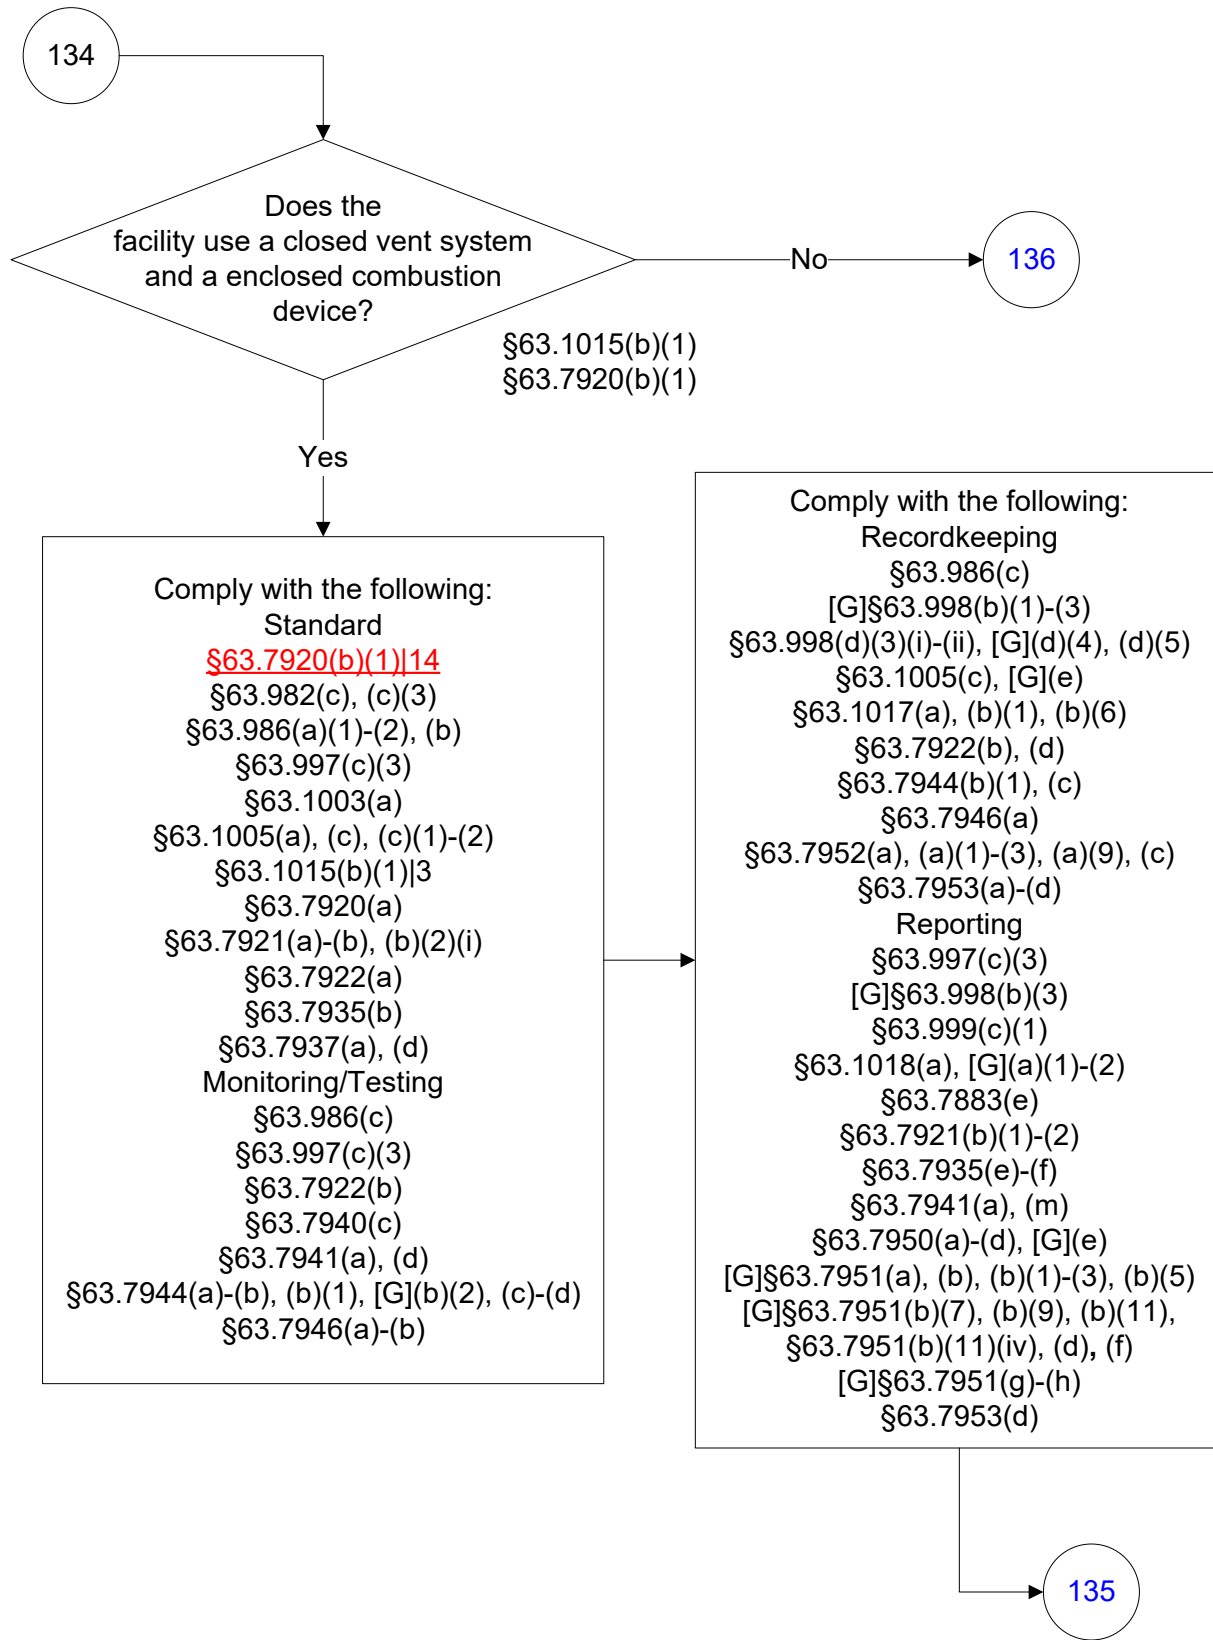 134
Does the
facility use a closed vent system
and a enclosed combustion
device?
No
136
§63.1015(b)(1)
§63.7920(b)(1)
Yes
Comply with the following:
Standard
§63.7920(b)(1)|14
§63.982(c), (c)(3)
§63.986(a)(1)-(2), (b)
§63.997(c)(3)
§63.1003(a)
§63.1005(a), (c), (c)(1)-(2)
§63.1015(b)(1)|3
§63.7920(a)
§63.7921(a)-(b), (b)(2)(i)
§63.7922(a)
§63.7935(b)
§63.7937(a), (d)
Monitoring/Testing
§63.986(c)
§63.997(c)(3)
§63.7922(b)
§63.7940(c)
§63.7941(a), (d)
§63.7944(a)-(b), (b)(1), [G](b)(2), (c)-(d)
§63.7946(a)-(b)
Comply with the following:
Recordkeeping
§63.986(c)
[G]§63.998(b)(1)-(3)
§63.998(d)(3)(i)-(ii), [G](d)(4), (d)(5)
§63.1005(c), [G](e)
§63.1017(a), (b)(1), (b)(6)
§63.7922(b), (d)
§63.7944(b)(1), (c)
§63.7946(a)
§63.7952(a), (a)(1)-(3), (a)(9), (c)
§63.7953(a)-(d)
Reporting
§63.997(c)(3)
[G]§63.998(b)(3)
§63.999(c)(1)
§63.1018(a), [G](a)(1)-(2)
§63.7883(e)
§63.7921(b)(1)-(2)
§63.7935(e)-(f)
§63.7941(a), (m)
§63.7950(a)-(d), [G](e)
[G]§63.7951(a), (b), (b)(1)-(3), (b)(5)
[G]§63.7951(b)(7), (b)(9), (b)(11),
§63.7951(b)(11)(iv), (d), (f)
[G]§63.7951(g)-(h)
§63.7953(d)
135